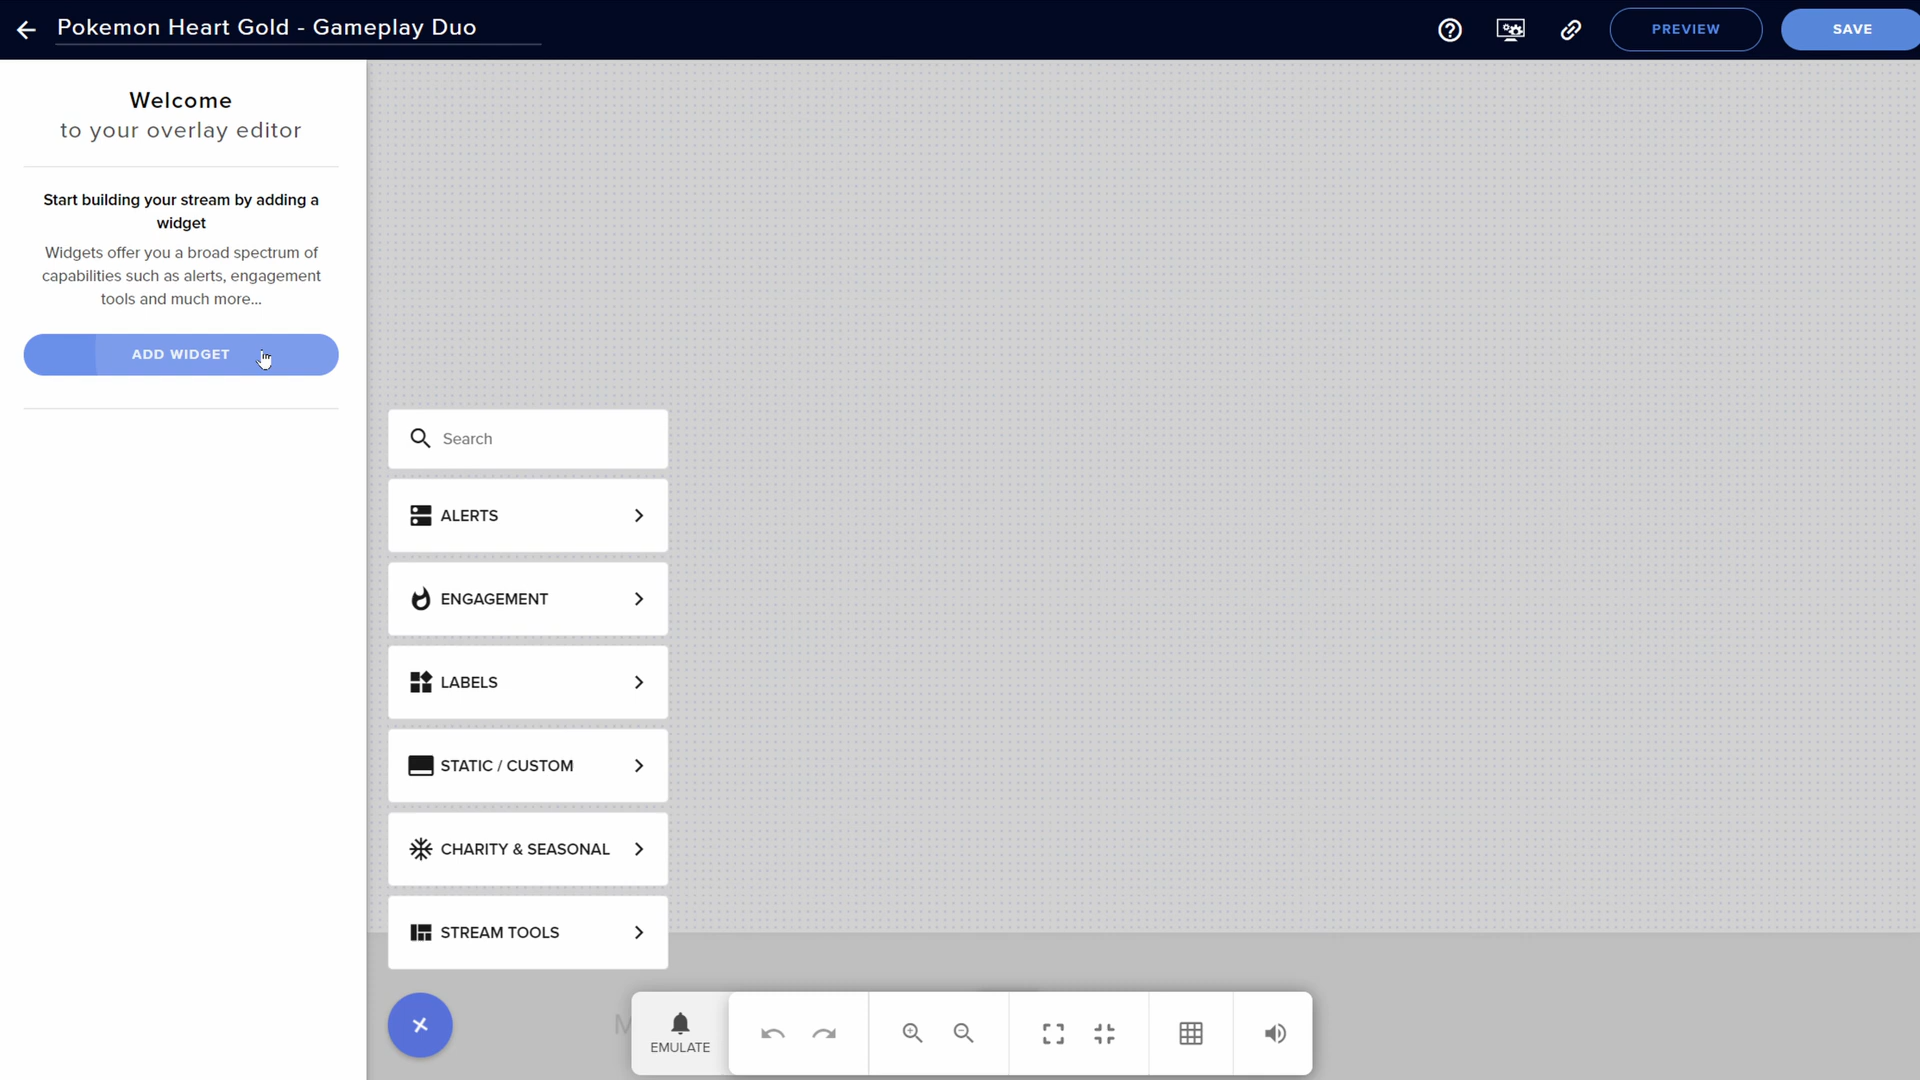 Pokemon Heart Gold - Gameplay Duo
PREVIEW
SAVE
Welcome
to your overlay editor
Start building your stream by adding a
widget
Widgets offer you a broad spectrum of
capabilities such as alerts, engagement
tools and much more...
ADD WIDGET
Search
ALERTS
ENGAGEMENT
LABELS
STATIC / CUSTOM
CHARITY & SEASONAL
STREAM TOOLS
EMULATE